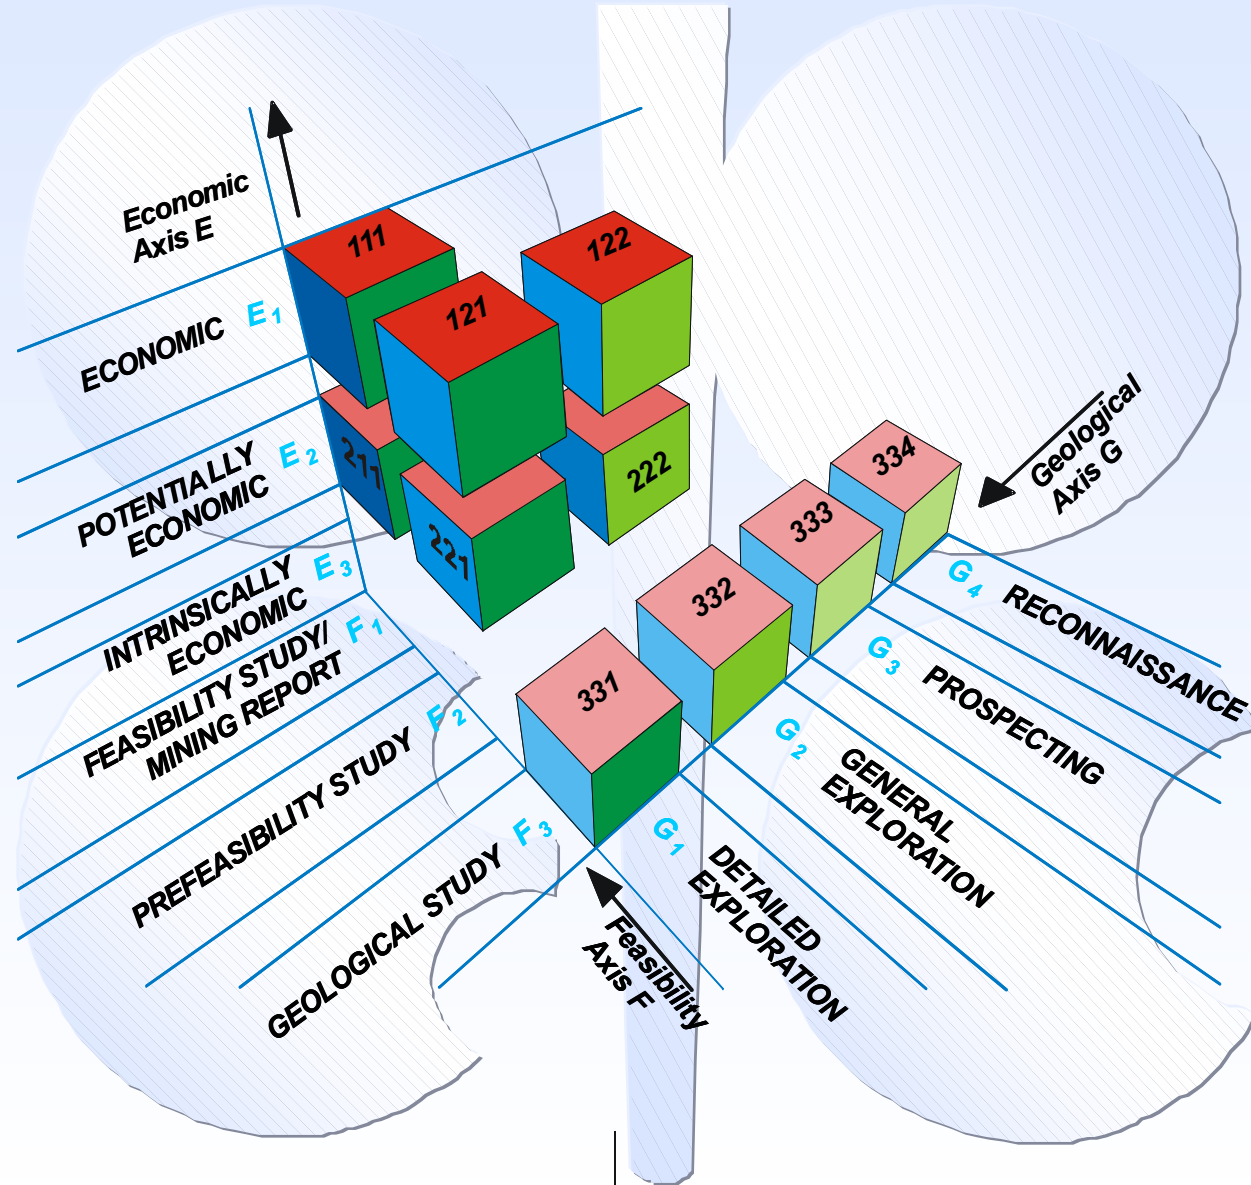 Economic
Axis E
111
122
121
E1
ECONOMIC
211
222
221
E2
POTENTIALLY
ECONOMIC
334
333
332
331
Geological
Axis G
E3
INTRINSICALLY
ECONOMIC
F1
FEASIBILITY STUDY/
MINING REPORT
F2
PREFEASIBILITY STUDY
F3
GEOLOGICAL STUDY
G4
RECONNAISSANCE
G3
PROSPECTING
G2
GENERAL
EXPLORATION
G1
DETAILED
EXPLORATION
Feasibility
Axis F